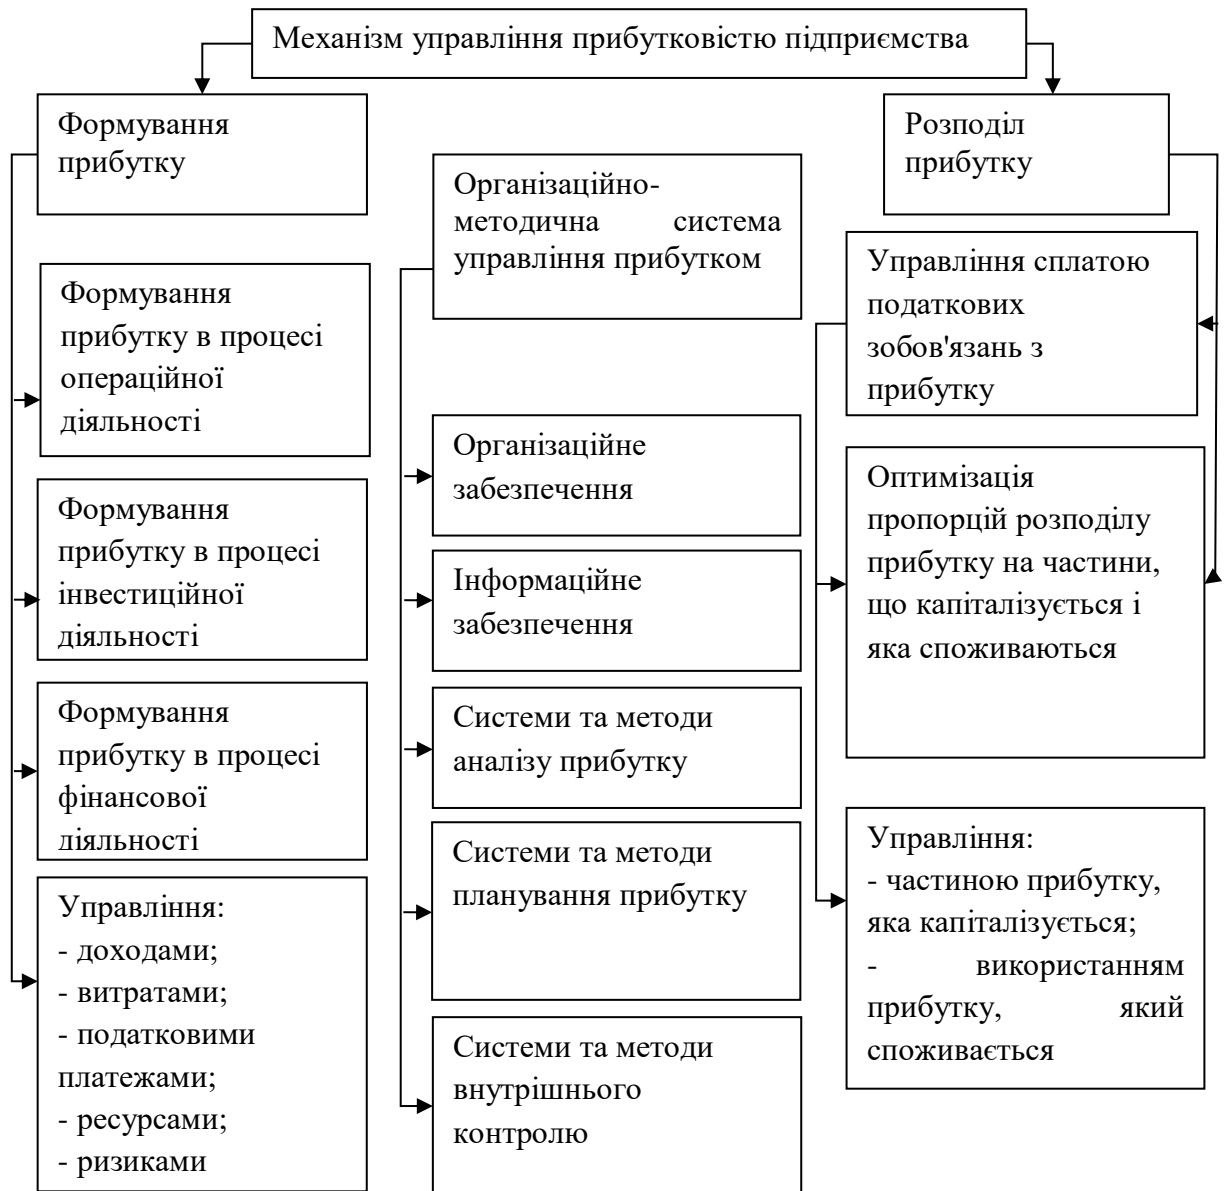 Механізм управління прибутковістю підприємства
Формування
прибутку
Формування
прибутку в процесі
операційної
діяльності
Формування
прибутку в процесі
інвестиційної
діяльності
Формування
прибутку в процесі
фінансової
діяльності
Управління:
- доходами;
- витратами;
- податковими
платежами;
- ресурсами;
- ризиками
Організаційно-
методична система
управління прибутком
Організаційне
забезпечення
Інформаційне
забезпечення
Системи та методи
аналізу прибутку
Системи та методи
планування прибутку
Системи та методи
внутрішнього
контролю
Розподіл
прибутку
Управління сплатою
податкових
зобов'язань з
прибутку
Оптимізація
пропорцій розподілу
прибутку на частини,
що капіталізується і
яка споживаються
Управління:
- частиною прибутку,
яка капіталізується;
- використанням
прибутку, який
споживається